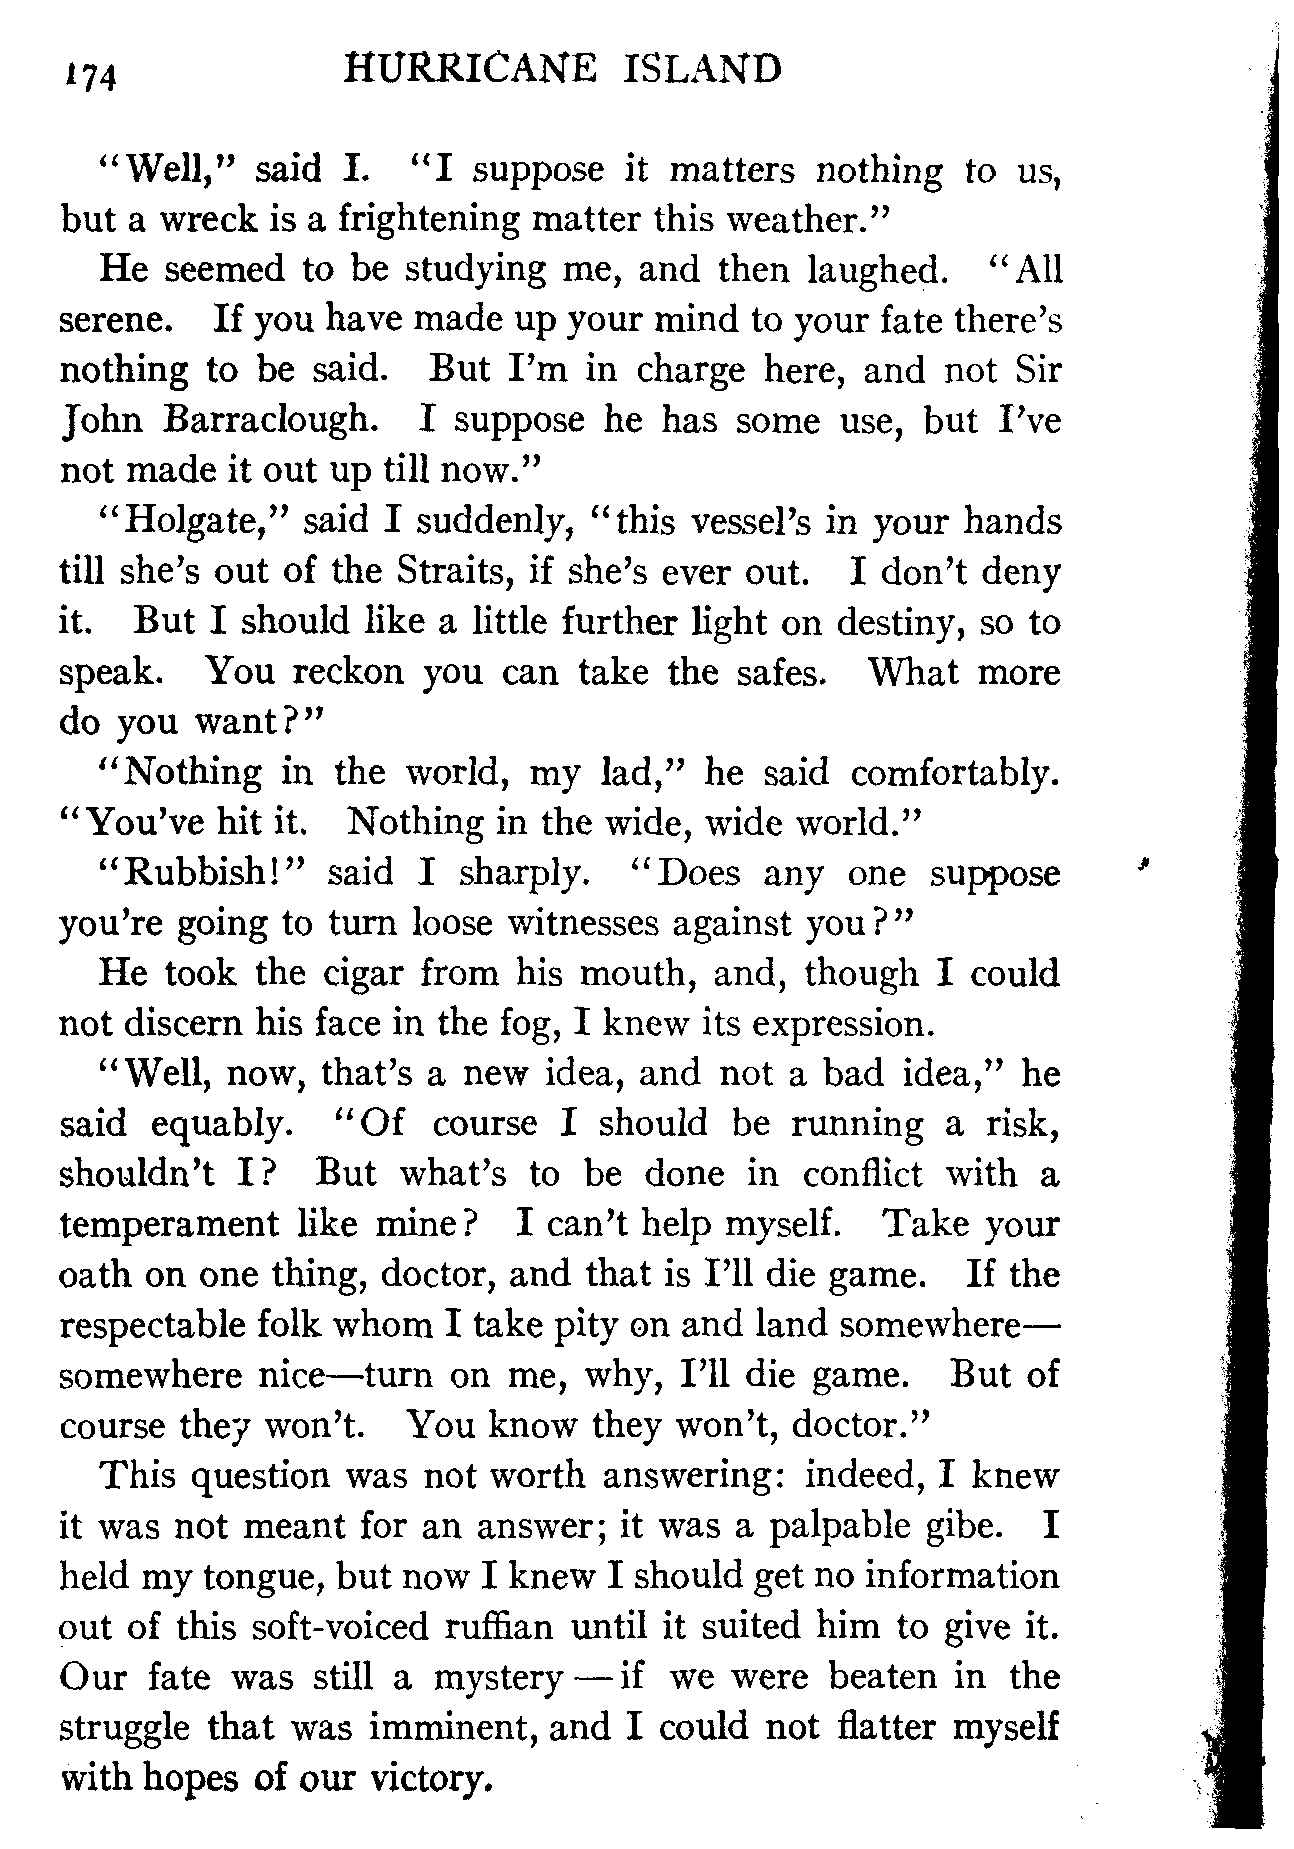 174 HURRICANE ISLAND
"Well," said I. "I suppose it matters nothing to us,
but a wreck is a frightening matter this weather."
He seemed to be studying me, and then laughed. "All
serene. If you have made up your mind to your fate there's
nothing to be said. But I'm in charge here, and not Sir
John Barraclough. I suppose he has some use, but I've
not made it out up till now."
"Holgate," said I suddenly, "this vessel's in your hands
till she's out of the Straits, if she's ever out. I don't deny
it. But I should like a little further light on destiny, so to
speak. You reckon you can take the safes. What more
do you want?"
"Nothing in the world, my lad," he said comfortably.
"You've hit it. Nothing in the wide, wide world."
"Rubbish!" said I sharply. "Does any one suppose
you're going to turn loose witnesses against you?"
He took the cigar from his mouth, and, though I could
not discern his face in the fog, I knew its expression.
"Well, now, that's a new idea, and not a bad idea," he
said equably. "Of course I should be running a risk,
shouldn't I? But what's to be done in conflict with a
temperament like mine? I can't help myself. Take your
oath on one thing, doctor, and that is I'll die game. If the
respectable folk whom I take pity on and land somewhere—
somewhere nice—turn on me, why, I'll die game. But of
course they won't. You know they won't, doctor."
This question was not worth answering: indeed, I knew
it was not meant for an answer; it was a palpable gibe. I
held my tongue, but now I knew I should get no information
out of this soft-voiced ruffian until it suited him to give it.
Our fate was still a mystery — if we were beaten in the
struggle that was imminent, and I could not flatter myself
with hopes of our victory.